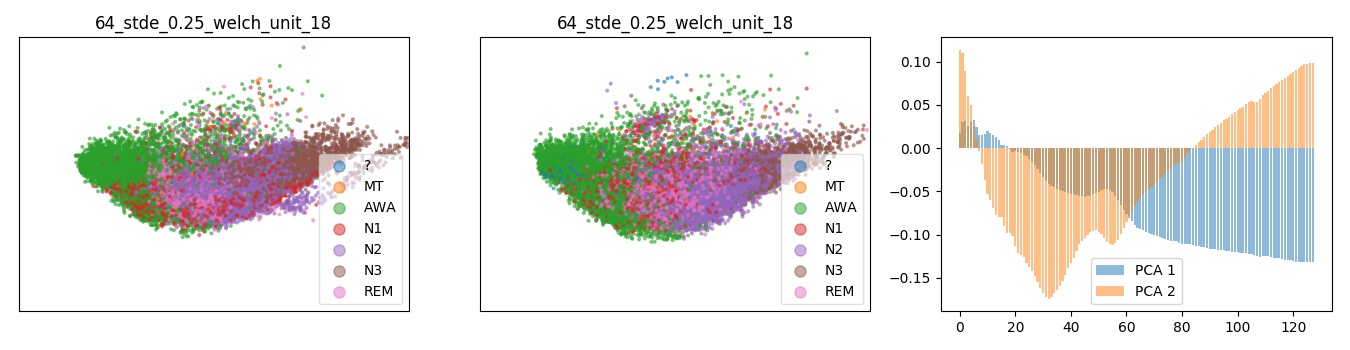 64_stde_0.25_welch_unit_18
?
MT
AWA
N1
N2
N3
REM
64_stde_0.25_welch_unit_18
?
MT
AWA
N1
N2
N3
REM
0.10
0.05
0.00
−0.05
−0.10
−0.15
PCA 1
PCA 2
0 20 40 60 80 100 120